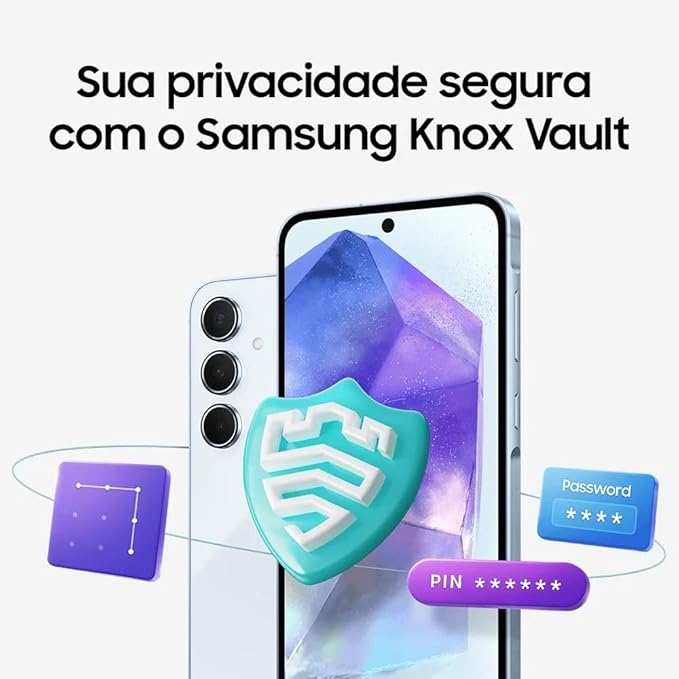 Sua privacidade segura
com o Samsung Knox Vault
Password
****
PIN ******